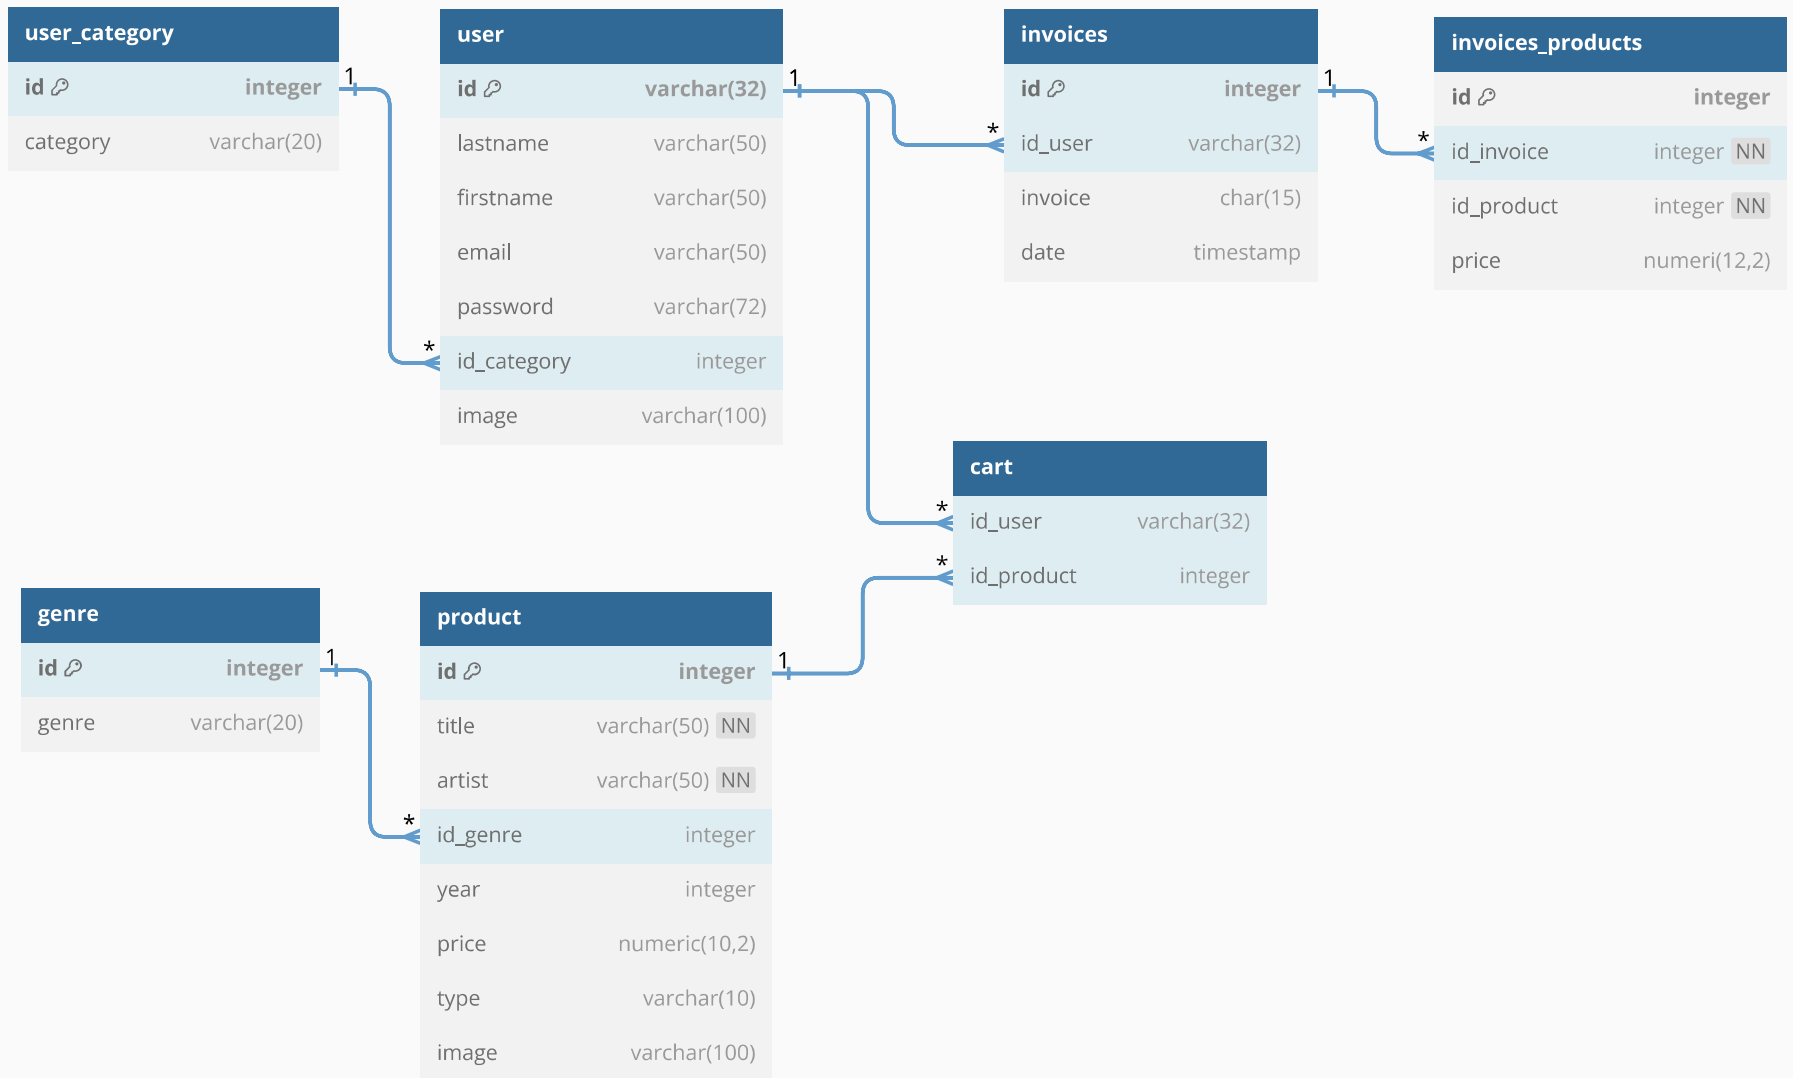 user_category
id integer
category varchar(20)
1
*
user
id varchar(32)
lastname varchar(50)
firstname varchar(50)
email varchar(50)
password varchar(72)
id_category integer
image varchar(100)
1
*
invoices
id integer
id_user varchar(32)
invoice char(15)
date timestamp
1
*
invoices_products
id integer
id_invoice integer NN
id_product integer NN
price numeri(12,2)
*
*
cart
id_user varchar(32)
id_product integer
genre
id integer
genre varchar(20)
1
*
product
id integer
title varchar(50) NN
artist varchar(50) NN
id_genre integer
year integer
price numeric(10,2)
type varchar(10)
image varchar(100)
1